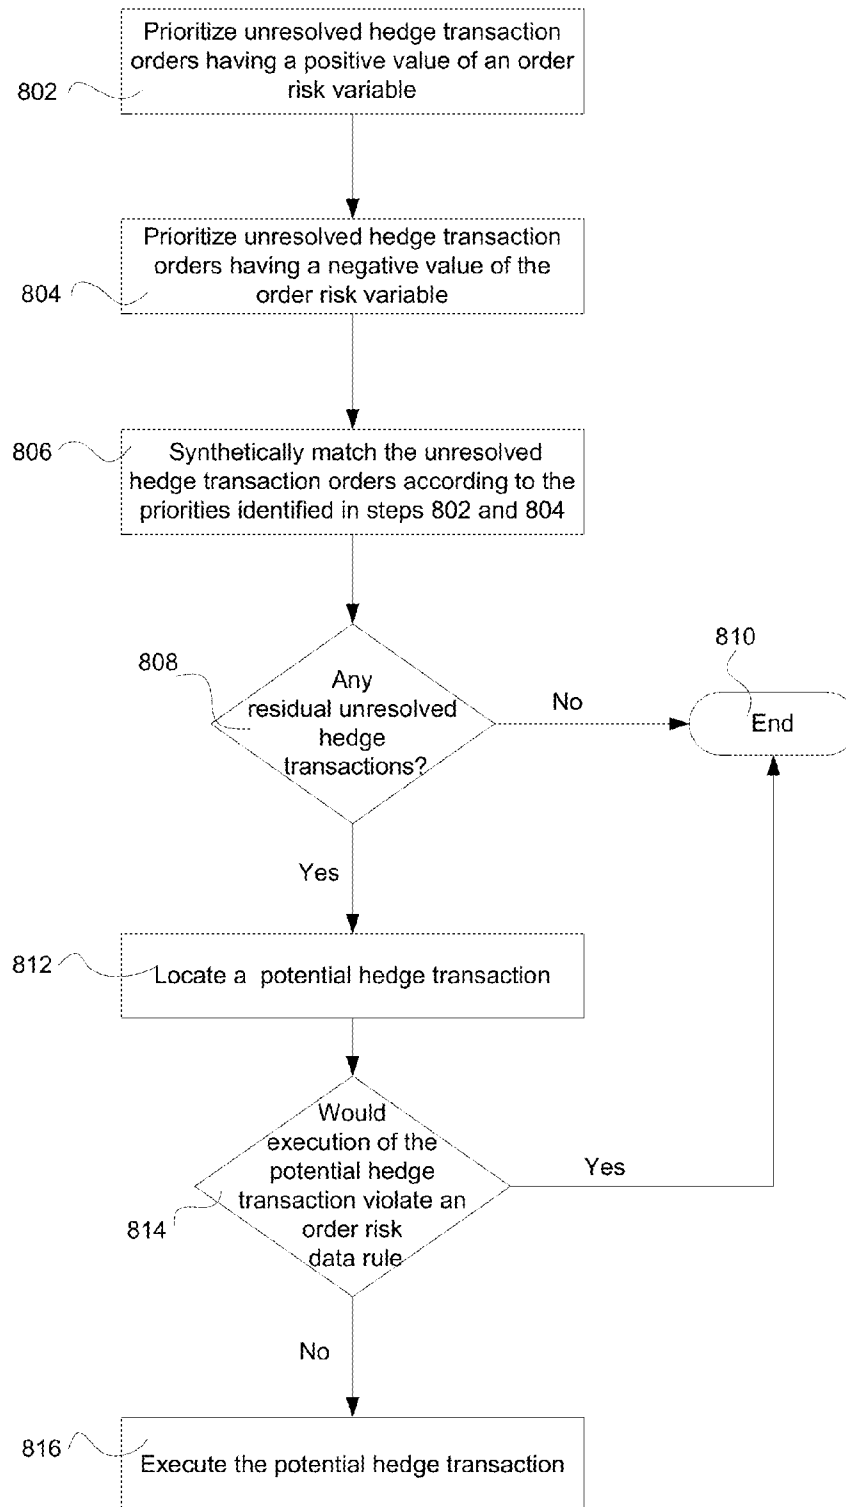 Prioritize unresolved hedge transaction
orders having a positive value of an order
risk variable
802
Prioritize unresolved hedge transaction
orders having a negative value of the
order risk variable
804
806
Synthetically match the unresolved
hedge transaction orders according to the
priorities identified in steps 802 and 804
808
Any
residual unresolved
hedge
transactions?
No
810
End
Yes
812
Locate a potential hedge transaction
Would
execution of the
potential hedge
transaction violate an
order risk
data rule
814
Yes
No
816
Execute the potential hedge transaction